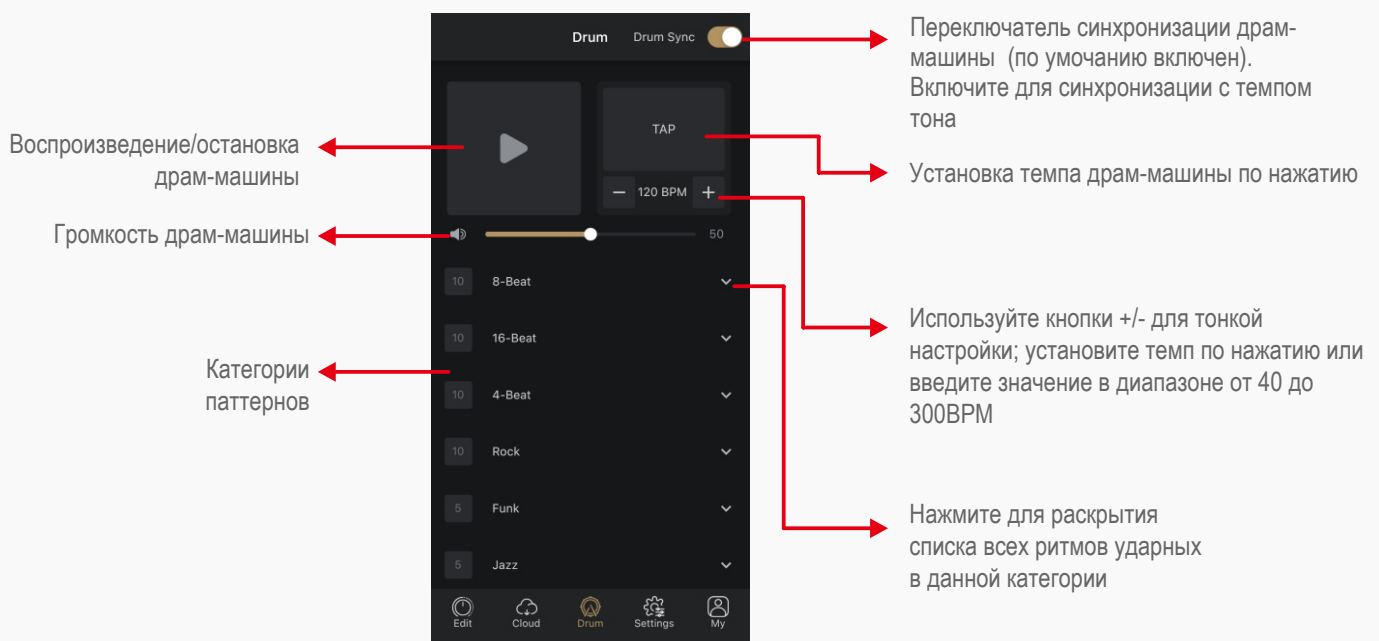 Drum
Drum Sync
TAP
120 BPM
50
10 8-Beat
10 16-Beat
10 4-Beat
10 Rock
5 Funk
5 Jazz
Edit
Cloud
Drum
Settings
My
Воспроизведение/остановка
драм-машины
Громкость драм-машины
Категории
паттернов
Переключатель синхронизации драм-
машины (по умочанию включен).
Включите для синхронизации с темпом
тона
Установка темпа драм-машины по нажатию
Используйте кнопки +/- для тонкой
настройки; установите темп по нажатию или
введите значение в диапазоне от 40 до
300BPM
Нажмите для раскрытия
списка всех ритмов ударных
в данной категории